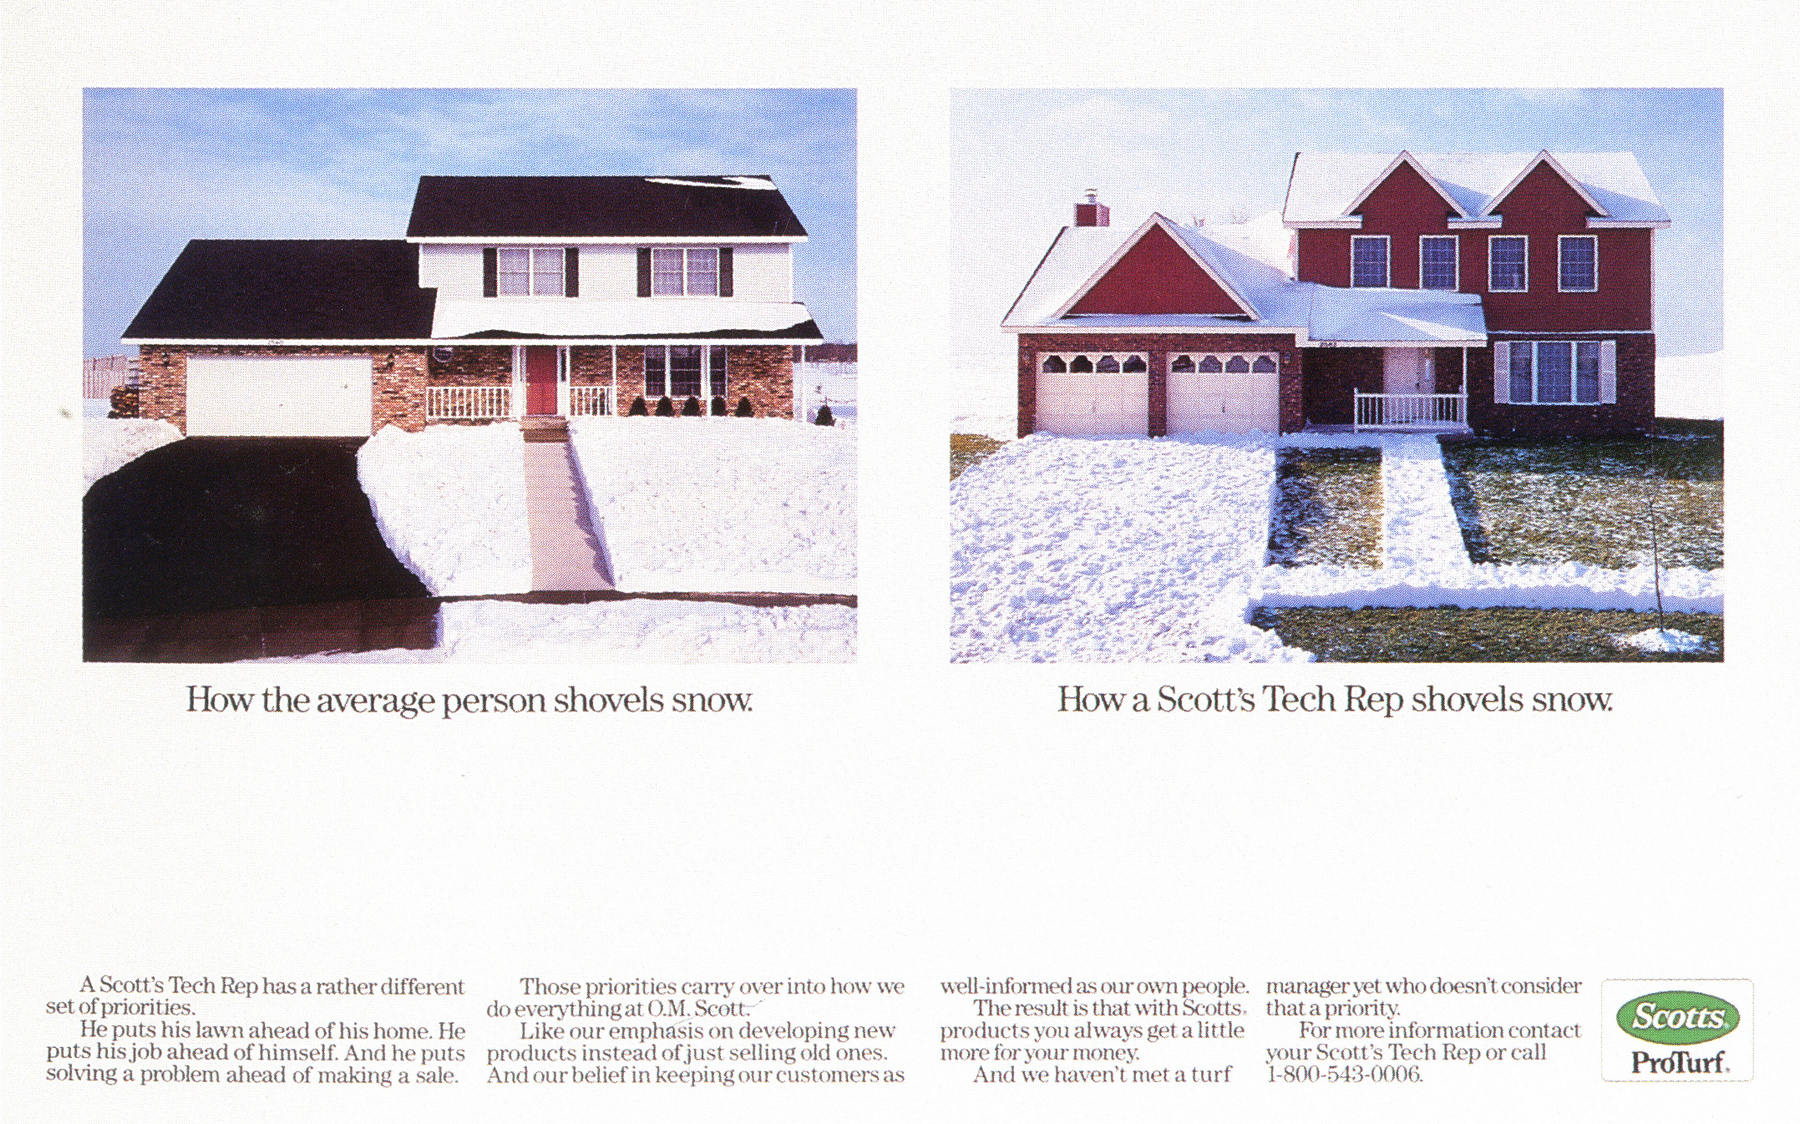 How the average person shovels snow.
How a Scott's Tech Rep shovels snow.
A Scott's Tech Rep has a rather different
set of priorities.
He puts his lawn ahead of his home. He
puts his job ahead of himself. And he puts
solving a problem ahead of making a sale.
Those priorities carry over into how we
do everything at O.M. Scott.
Like our emphasis on developing new
products instead of just selling old ones.
And our belief in keeping our customers as
well-informed as our own people.
The result is that with Scotts®
products you always get a little
more for your money.
And we haven't met a turf
manager yet who doesn't consider
that a priority.
For more information contact
your Scott's Tech Rep or call
1-800-543-0006.
Scotts®
ProTurf®